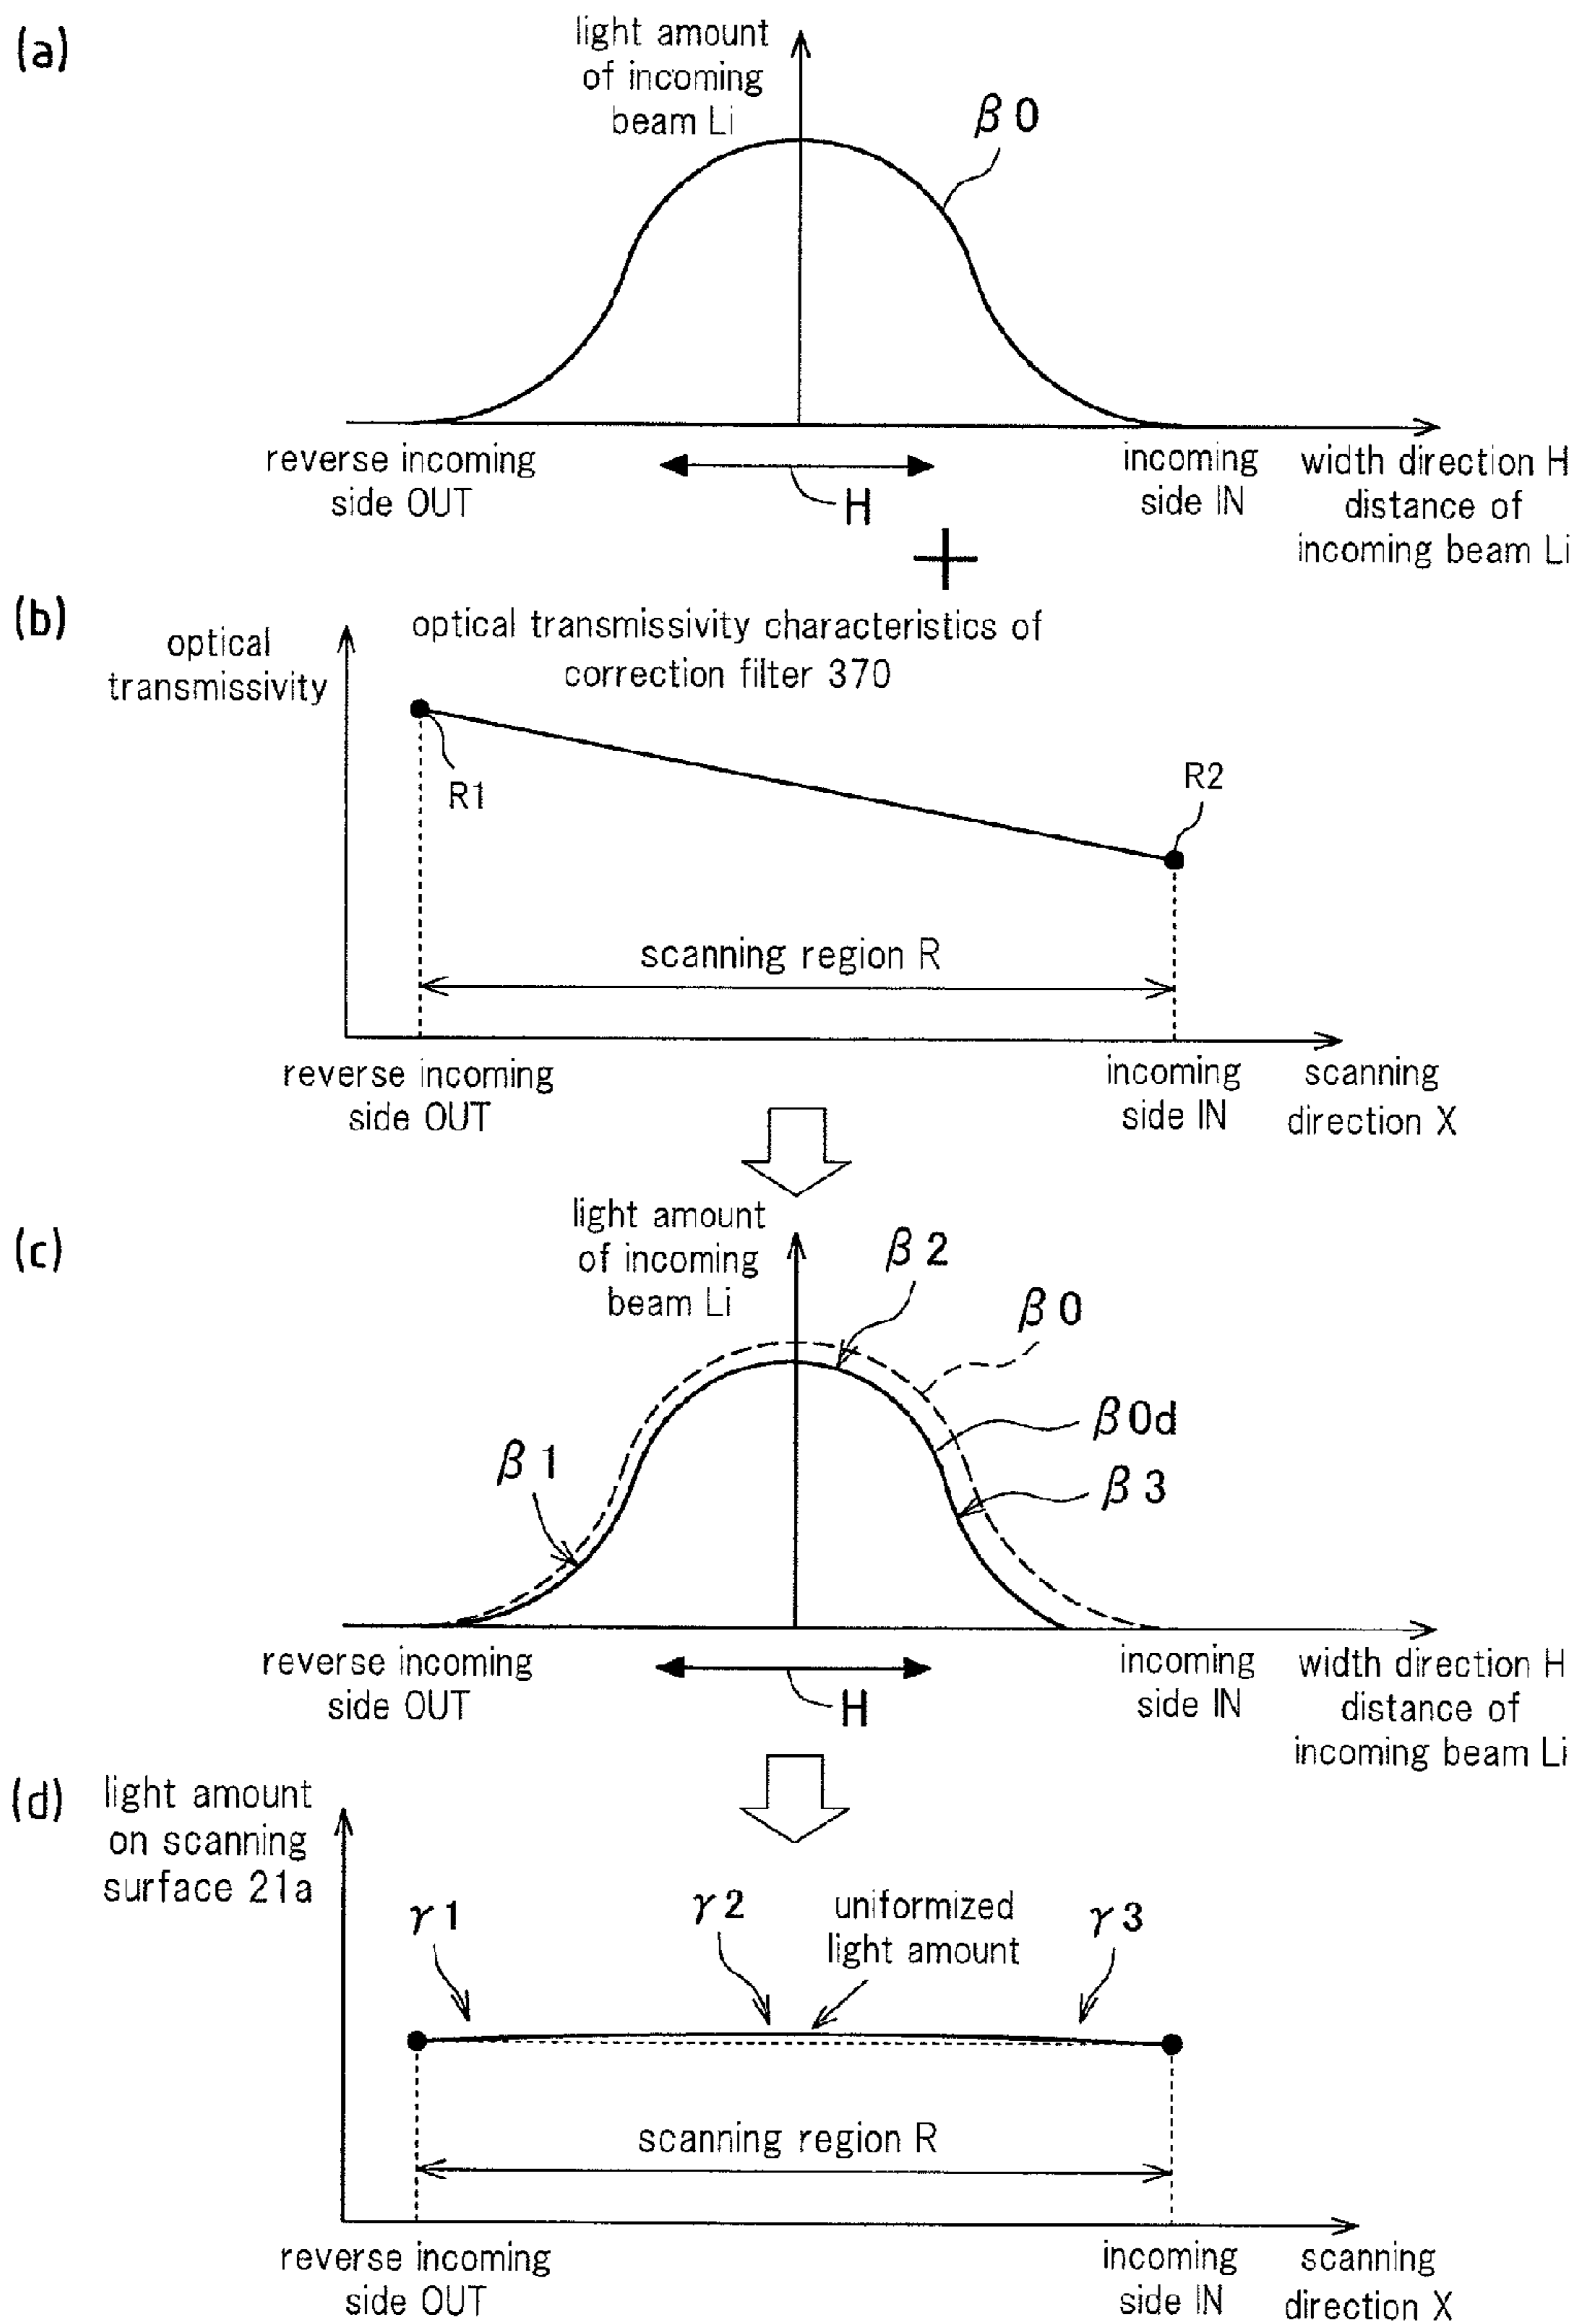 (a)
light amount
of incoming
beam Li
β0
reverse incoming
side OUT
H
incoming
side IN
width direction H
distance of
incoming beam Li
+
(b)
optical
transmissivity
optical transmissivity characteristics of
correction filter 370
R1
R2
scanning region R
reverse incoming
side OUT
incoming
side IN
scanning
direction X
(c)
light amount
of incoming
beam Li
β2
β0
β0d
β1
β3
reverse incoming
side OUT
H
incoming
side IN
width direction H
distance of
incoming beam Li
(d)
light amount
on scanning
surface 21a
γ1
γ2
uniformized
light amount
γ3
scanning region R
reverse incoming
side OUT
incoming
side IN
scanning
direction X